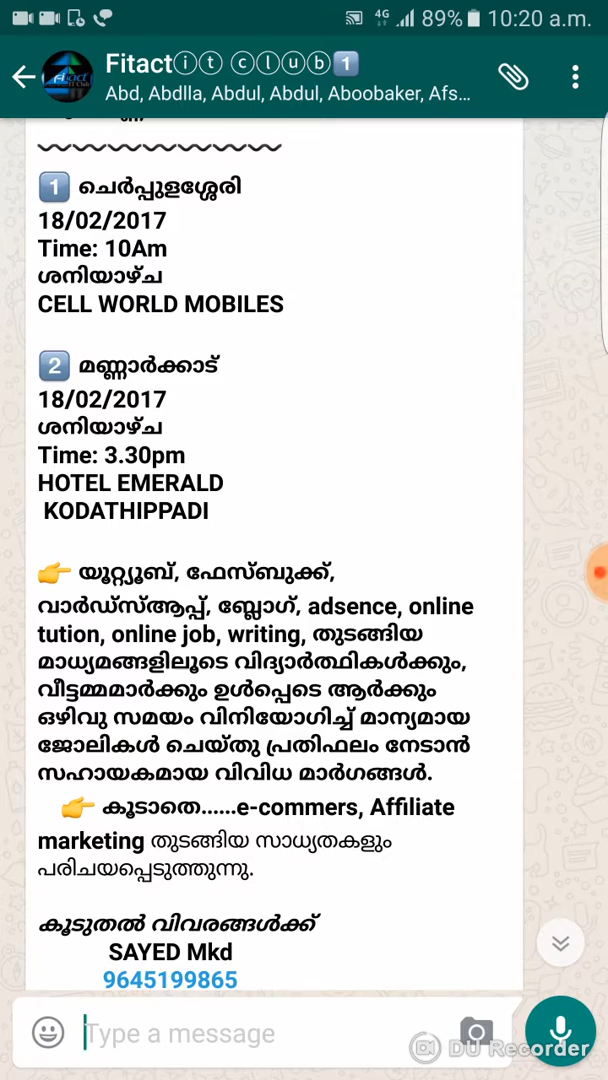 4G 89% 10:20 a.m.
Fitactⓘⓣ ⓒⓛⓤⓑ1️⃣
Abd, Abdlla, Abdul, Abdul, Aboobaker, Afs...
1️⃣ ചെർപ്പുളശ്ശേരി
18/02/2017
Time: 10Am
ശനിയാഴ്ച
CELL WORLD MOBILES
2️⃣ മണ്ണാർക്കാട്
18/02/2017
ശനിയാഴ്ച
Time: 3.30pm
HOTEL EMERALD
KODATHIPPADI
👉 യൂറ്റ്യൂബ്, ഫേസ്ബുക്ക്,
വാർഡ്സ്ആപ്പ്, ബ്ലോഗ്, adsence, online
tution, online job, writing, തുടങ്ങിയ
മാധ്യമങ്ങളിലൂടെ വിദ്യാർത്ഥികൾക്കും,
വീട്ടമ്മമാർക്കും ഉൾപ്പെടെ ആർക്കും
ഒഴിവു സമയം വിനിയോഗിച്ച് മാന്യമായ
ജോലികൾ ചെയ്തു പ്രതിഫലം നേടാൻ
സഹായകമായ വിവിധ മാർഗങ്ങൾ.
👉 കൂടാതെ......e-commers, Affiliate
marketing തുടങ്ങിയ സാധ്യതകളും
പരിചയപ്പെടുത്തുന്നു.
കൂടുതൽ വിവരങ്ങൾക്ക്
SAYED Mkd
9645199865
Type a message
DU Recorder